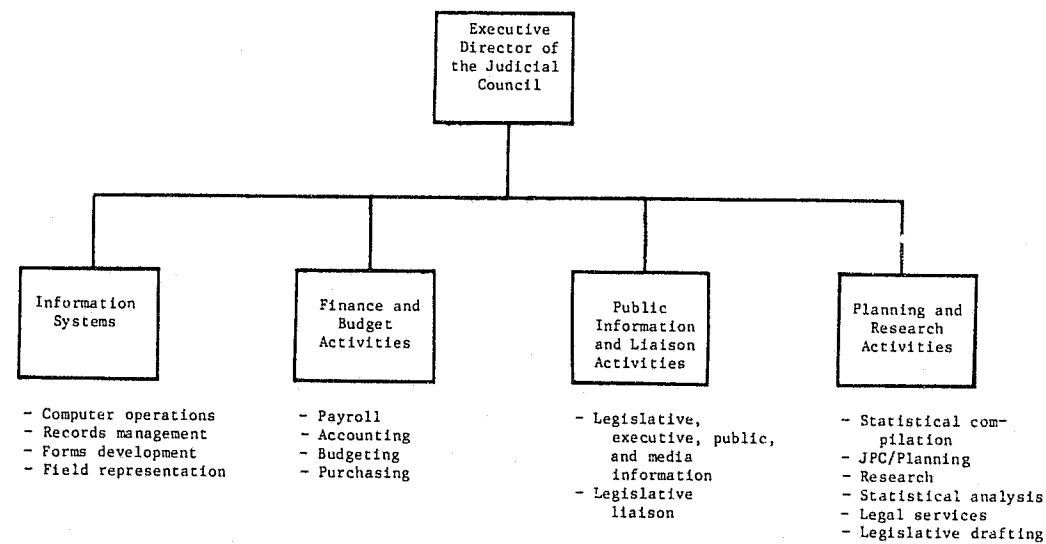 Executive
Director of
the Judicial
Council
Information
Systems
Finance and
Budget
Activities
Public
Information
and Liaison
Activities
Planning and
Research
Activities
- Computer operations
- Records management
- Forms development
- Field representation
- Payroll
- Accounting
- Budgeting
- Purchasing
- Legislative,
executive, public,
and media
information
- Legislative
liaison
- Statistical com-
pilation
- JPC/Planning
- Research
- Statistical analysis
- Legal services
- Legislative drafting